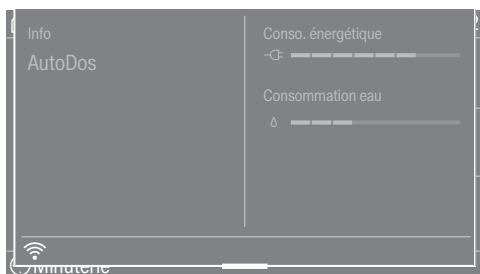 Info
AutoDos
Conso. énergétique
Consommation eau
Minuterie